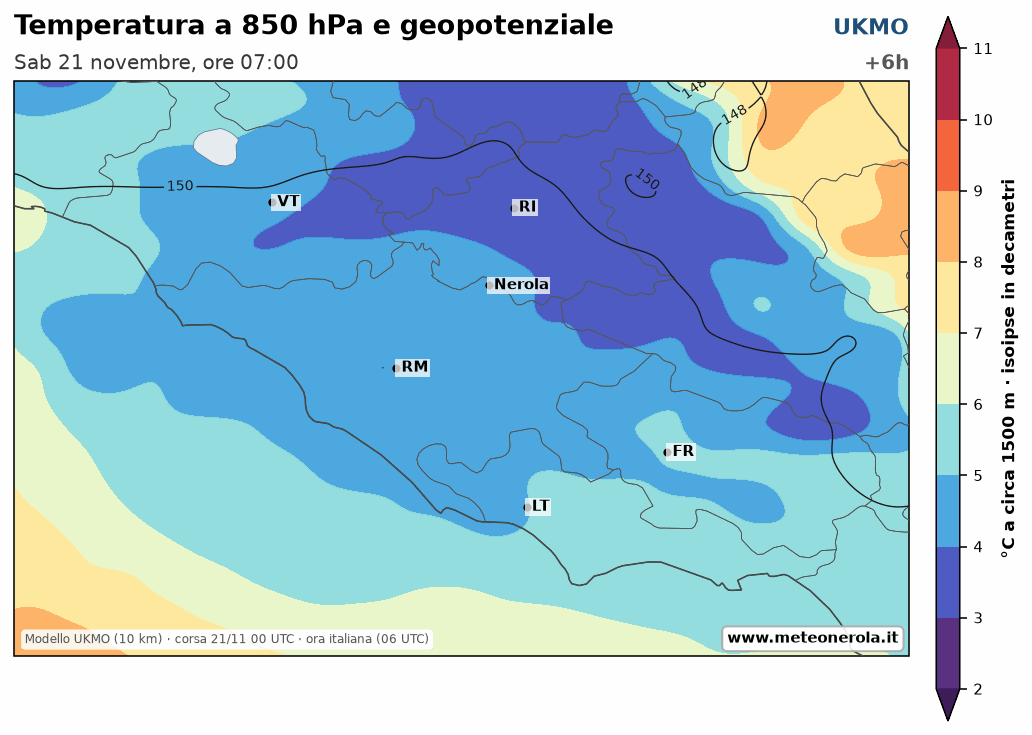 Temperatura a 850 hPa e geopotenziale
UKMO
Sab 21 novembre, ore 07:00
+6h
148
148
150
150
VT
RI
Nerola
RM
FR
LT
11
10
9
8
7
6
5
4
3
2
°C a circa 1500 m · isoipse in decametri
Modello UKMO (10 km) · corsa 21/11 00 UTC · ora italiana (06 UTC)
www.meteonerola.it